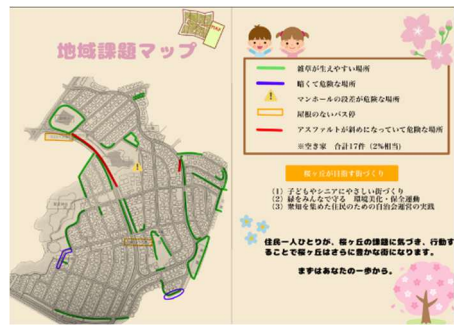 地域課題マップ
雑草が生えやすい場所
暗くて危険な場所
マンホールの段差が危険な場所
屋根のないバス停
アスファルトが斜めになっていて危険な場所
※空き家 合計17件(2%相当)
桜ヶ丘が目指す街づくり
(1) 子どもやシニアにやさしい街づくり
(2) 緑をみんなで守る 環境美化・保全運動
(3) 衆知を集めた住民のための自治会運営の実践
住民一人ひとりが、桜ヶ丘の課題に気づき、行動す
ることで桜ヶ丘はさらに豊かな街になります。
まずはあなたの一歩から。